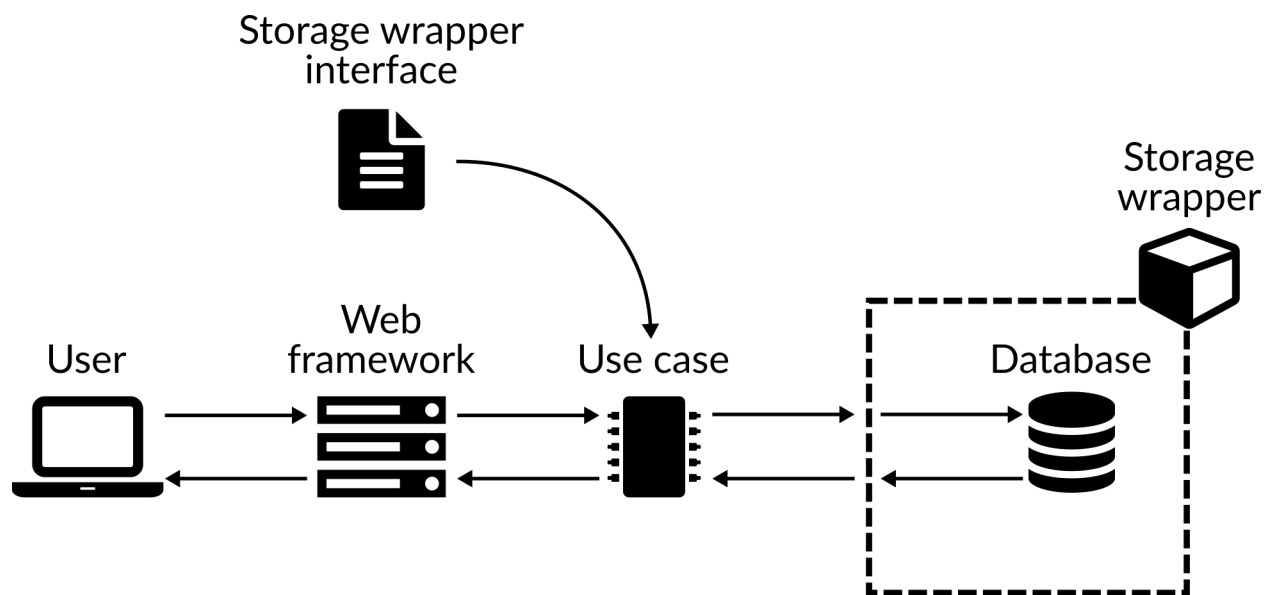 Storage wrapper
interface
Storage
wrapper
Web
framework
User
Use case
Database